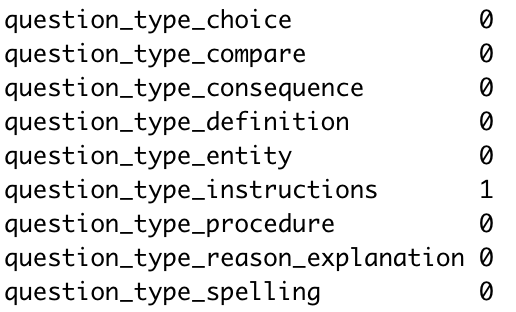 question_type_choice 0
question_type_compare 0
question_type_consequence 0
question_type_definition 0
question_type_entity 0
question_type_instructions 1
question_type_procedure 0
question_type_reason_explanation 0
question_type_spelling 0